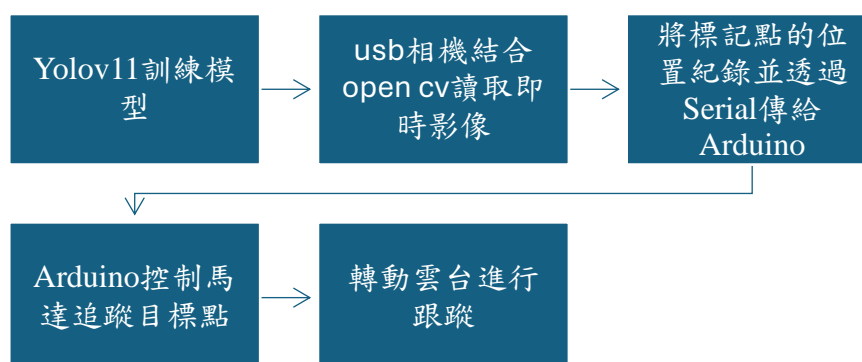 Yolov11訓練模
型
usb相機結合
open cv讀取即
時影像
將標記點的位
置紀錄並透過
Serial傳給
Arduino
Arduino控制馬
達追蹤目標點
轉動雲台進行
跟蹤